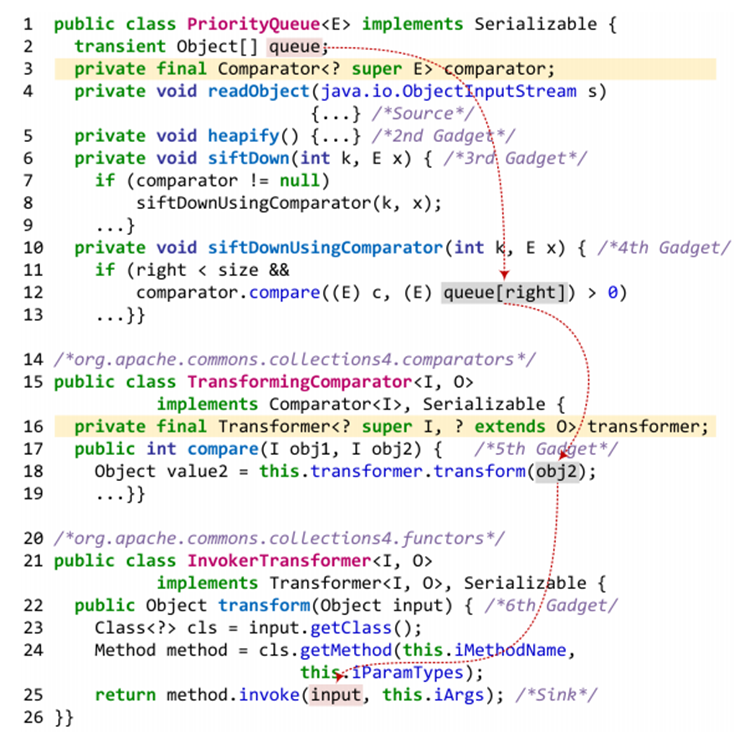 1 public class PriorityQueue<E> implements Serializable {
2 transient Object[] queue;
3 private final Comparator<? super E> comparator;
4 private void readObject(java.io.ObjectInputStream s)
{...} /*Source*/
5 private void heapify() {...} /*2nd Gadget*/
6 private void siftDown(int k, E x) { /*3rd Gadget*/
7 if (comparator != null)
8 siftDownUsingComparator(k, x);
9 ...}
10 private void siftDownUsingComparator(int k, E x) { /*4th Gadget/
11 if (right < size &&
12 comparator.compare((E) c, (E) queue[right]) > 0)
13 ...}}
14 /*org.apache.commons.collections4.comparators*/
15 public class TransformingComparator<I, O>
implements Comparator<I>, Serializable {
16 private final Transformer<? super I, ? extends O> transformer;
17 public int compare(I obj1, I obj2) { /*5th Gadget*/
18 Object value2 = this.transformer.transform(obj2);
19 ...}}
20 /*org.apache.commons.collections4.functors*/
21 public class InvokerTransformer<I, O>
implements Transformer<I, O>, Serializable {
22 public Object transform(Object input) { /*6th Gadget/
23 Class<?> cls = input.getClass();
24 Method method = cls.getMethod(this.iMethodName,
this.iParamTypes);
25 return method.invoke(input, this.iArgs); /*Sink*/
26 }}